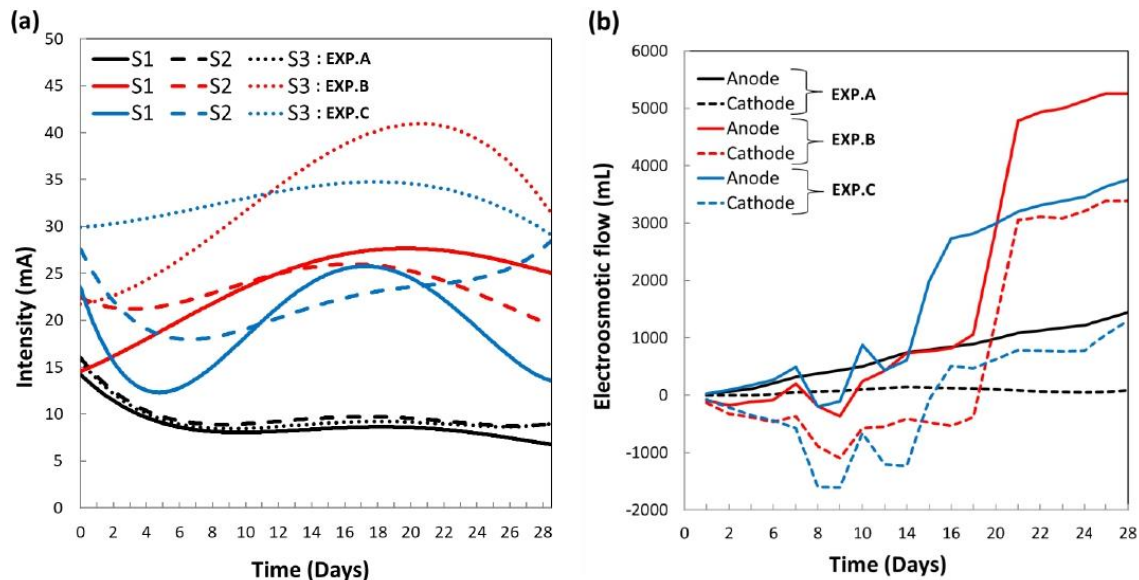 (a)
50
45
40
35
30
25
20
15
10
5
0
Intensity (mA)
S1 S2 S3 : EXP.A
S1 S2 S3 : EXP.B
S1 S2 S3 : EXP.C
0 2 4 6 8 10 12 14 16 18 20 22 24 26 28
Time (Days)
(b)
6000
5000
4000
3000
2000
1000
0
-1000
-2000
Electroosmotic flow (mL)
Anode
Cathode
EXP.A
Anode
Cathode
EXP.B
Anode
Cathode
EXP.C
0 2 6 8 10 14 16 20 22 24 28
Time (Days)